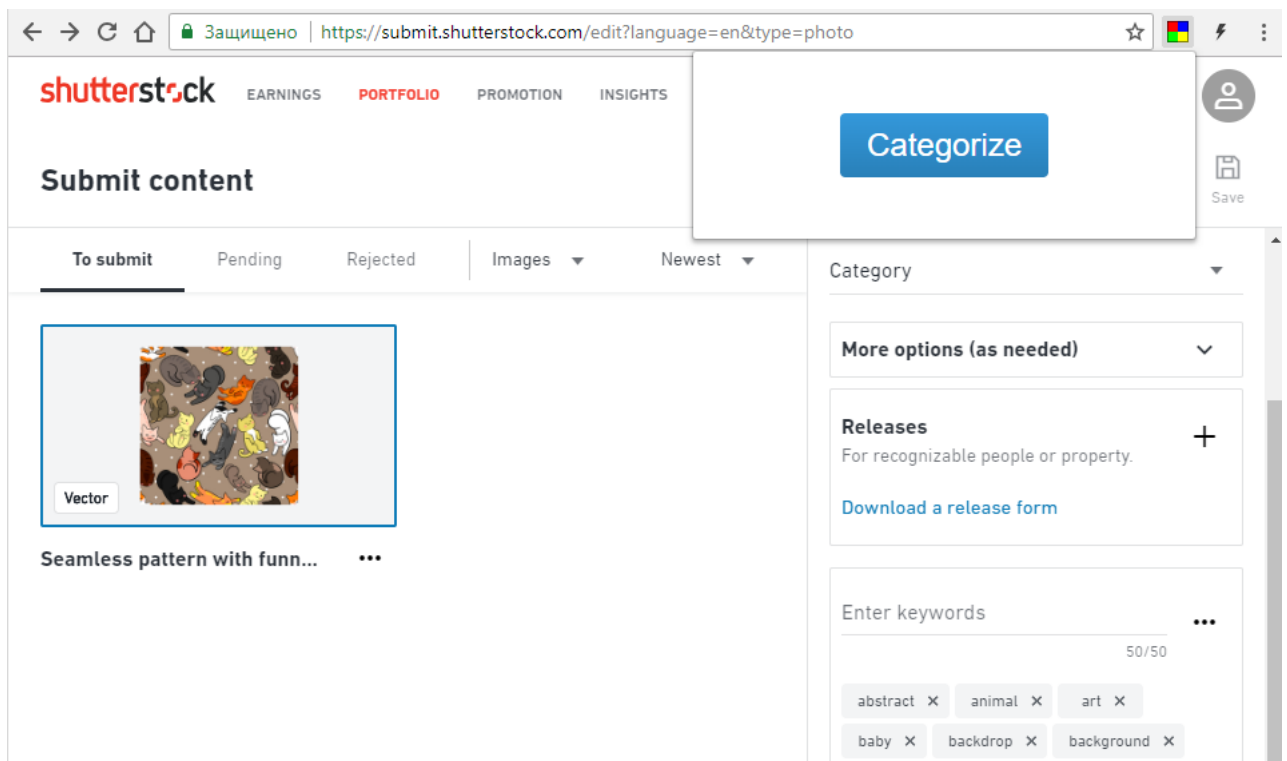 Защищено | https://submit.shutterstock.com/edit?language=en&type=photo
shutterstock EARNINGS PORTFOLIO PROMOTION INSIGHTS
Categorize
Submit content
Save
To submit Pending Rejected Images Newest
Category
More options (as needed)
Releases
For recognizable people or property.
Download a release form
Vector
Seamless pattern with funn... •••
Enter keywords •••
50/50
abstract × animal × art ×
baby × backdrop × background ×